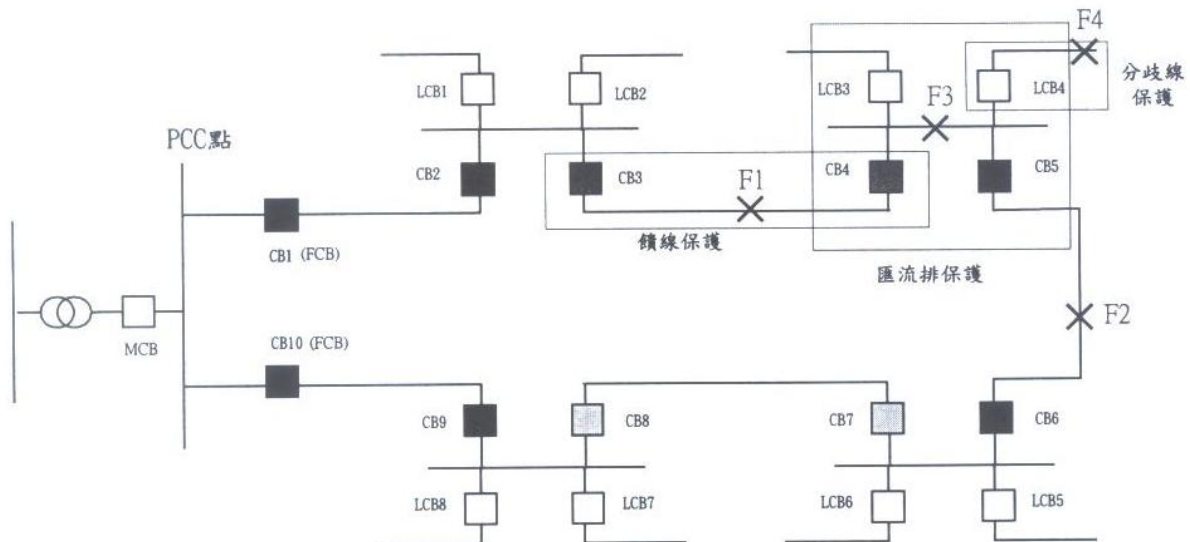 F4
LCB1
LCB2
LCB3
F3
LCB4
分歧線
保護
PCC點
CB2
CB3
F1
CB4
CB5
饋線保護
CB1 (FCB)
匯流排保護
F2
MCB
CB10 (FCB)
CB9
CB8
CB7
CB6
LCB8
LCB7
LCB6
LCB5